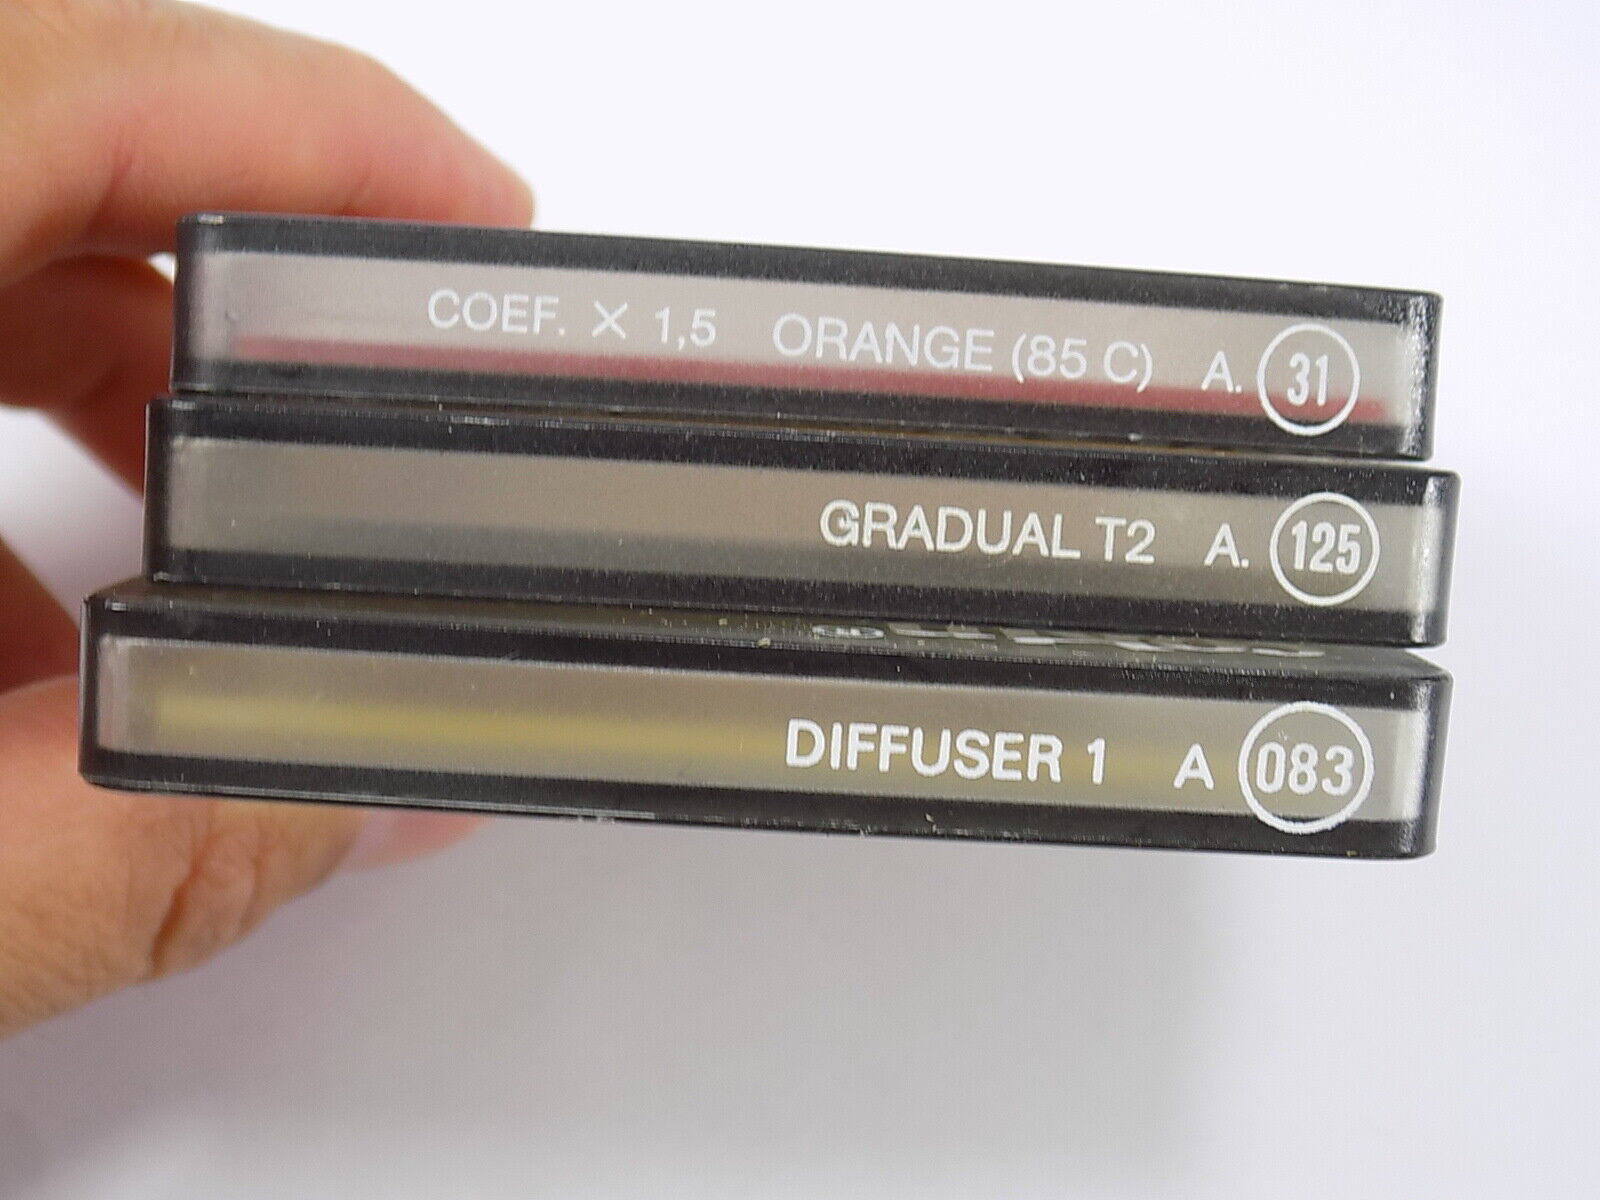 COEF. X 1,5 ORANGE (85 C) A. 31
GRADUAL T2 A. 125
DIFFUSER 1 A 083